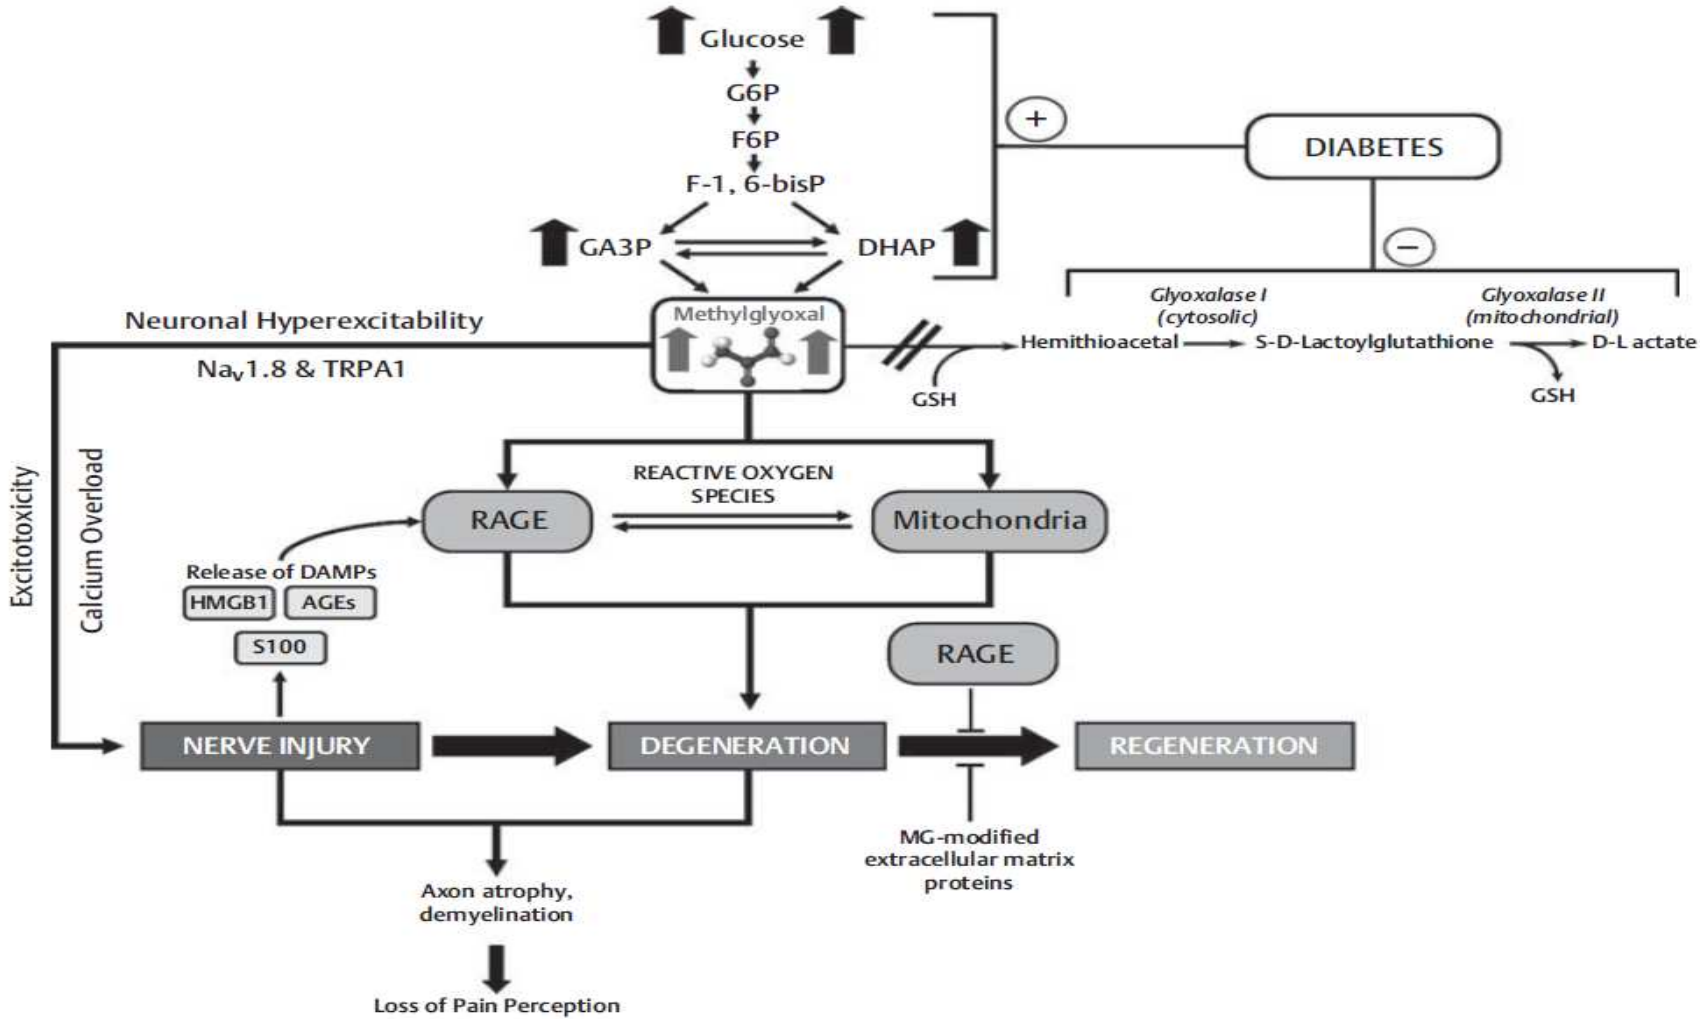 Glucose
G6P
F6P
F-1, 6-bisP
GA3P
DHAP
+
DIABETES
−
Methylglyoxal
Neuronal Hyperexcitability
Nav1.8 & TRPA1
Glyoxalase I
(cytosolic)
Glyoxalase II
(mitochondrial)
Hemithioacetal
S-D-Lactoylglutathione
D-L actate
GSH
GSH
Excitotoxicity
Calcium Overload
REACTIVE OXYGEN
SPECIES
RAGE
Mitochondria
Release of DAMPs
HMGB1
AGEs
S100
RAGE
NERVE INJURY
DEGENERATION
REGENERATION
MG-modified
extracellular matrix
proteins
Axon atrophy,
demyelination
Loss of Pain Perception